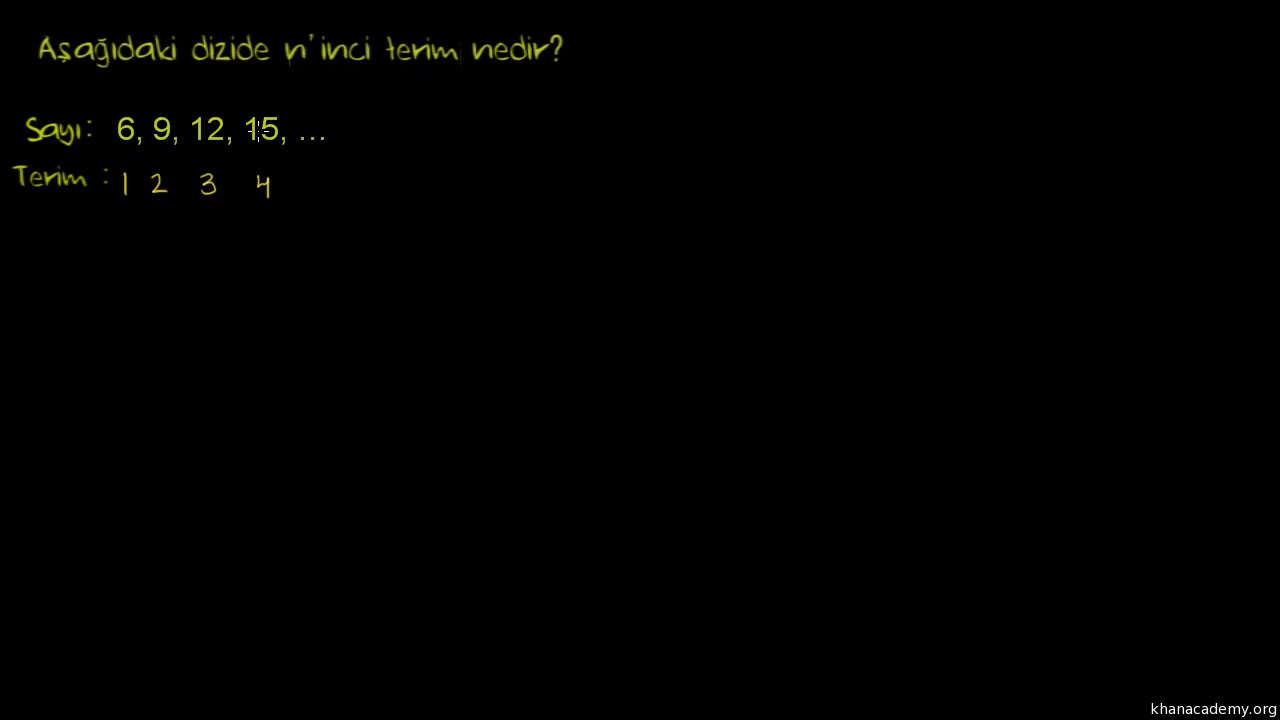 Aşağıdaki dizide n'inci terim nedir?
Sayı: 6, 9, 12, 15, ...
Terim : 1 2 3 4
khanacademy.org